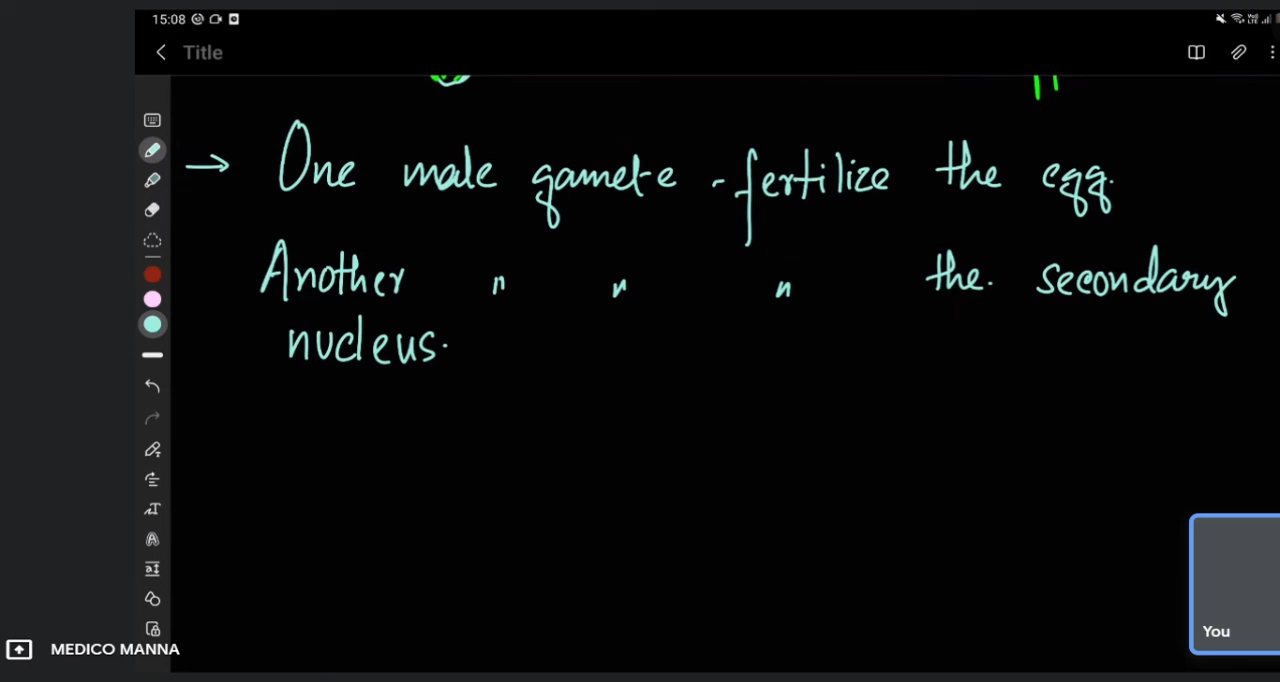 15:08
Title
→ One male gamete fertilize the egg.
Another " " " the secondary
nucleus.
You
MEDICO MANNA